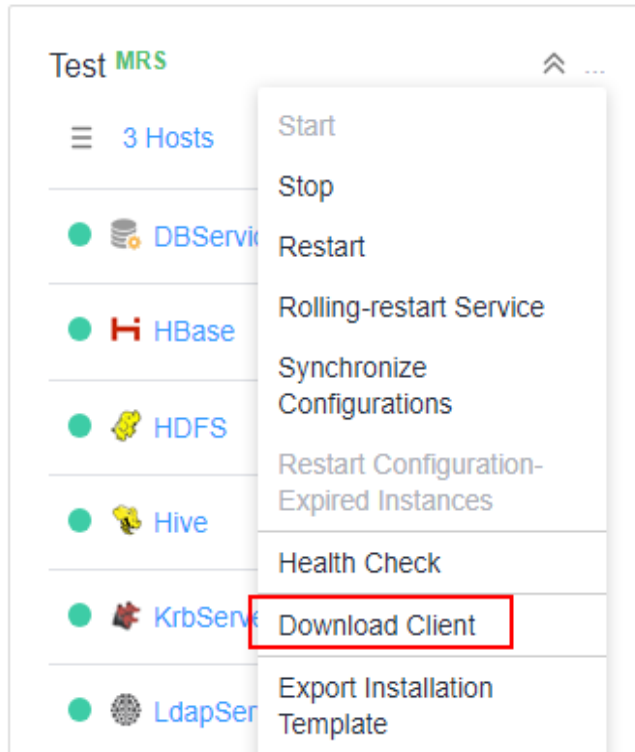 Test MRS
...
3 Hosts
DBServic
HBase
HDFS
Hive
KrbServe
LdapSer
Start
Stop
Restart
Rolling-restart Service
Synchronize
Configurations
Restart Configuration-
Expired Instances
Health Check
Download Client
Export Installation
Template